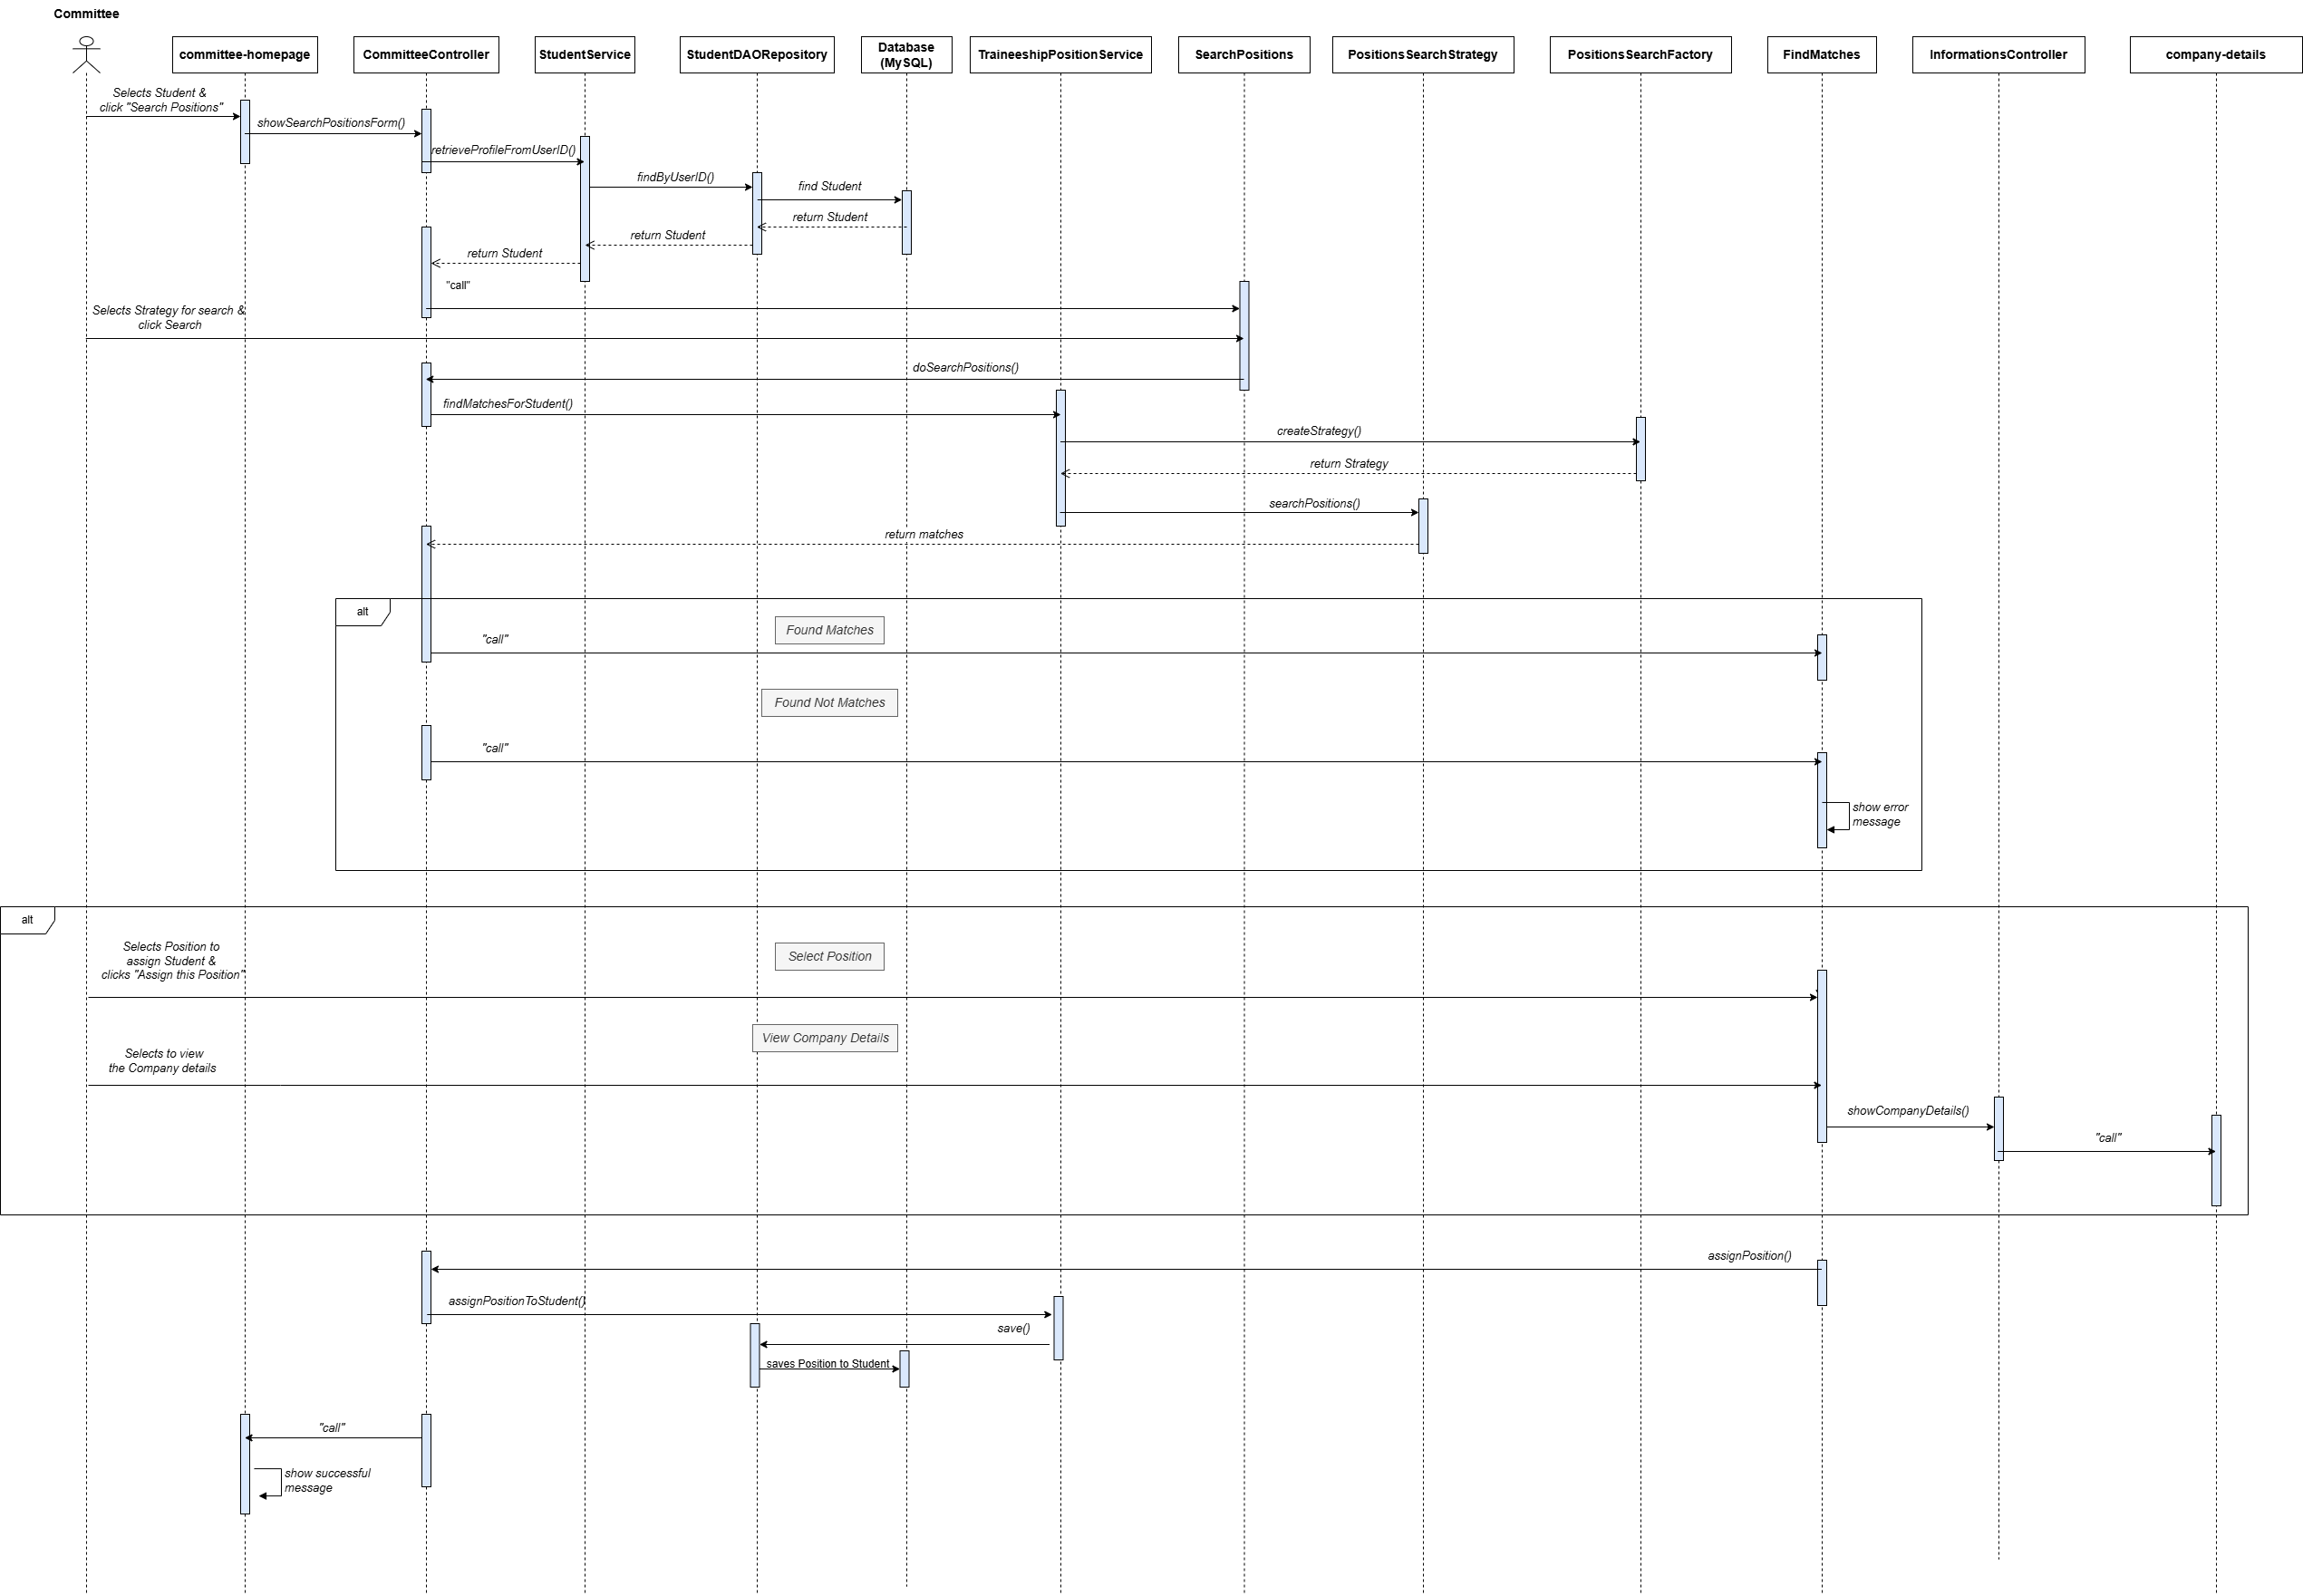 Committee
committee-homepage
CommitteeController
StudentService
StudentDAORepository
Database
(MySQL)
TraineeshipPositionService
SearchPositions
PositionsSearchStrategy
PositionsSearchFactory
FindMatches
InformationsController
company-details
Selects Student &
click "Search Positions"
showSearchPositionsForm()
retrieveProfileFromUserID()
findByUserID()
find Student
return Student
return Student
return Student
"call"
Selects Strategy for search &
click Search
doSearchPositions()
findMatchesForStudent()
createStrategy()
return Strategy
searchPositions()
return matches
alt
Found Matches
"call"
Found Not Matches
"call"
show error
message
alt
Selects Position to
assign Student &
clicks "Assign this Position"
Select Position
View Company Details
Selects to view
the Company details
showCompanyDetails()
"call"
assignPosition()
assignPositionToStudent()
save()
saves Position to Student
"call"
show successful
message